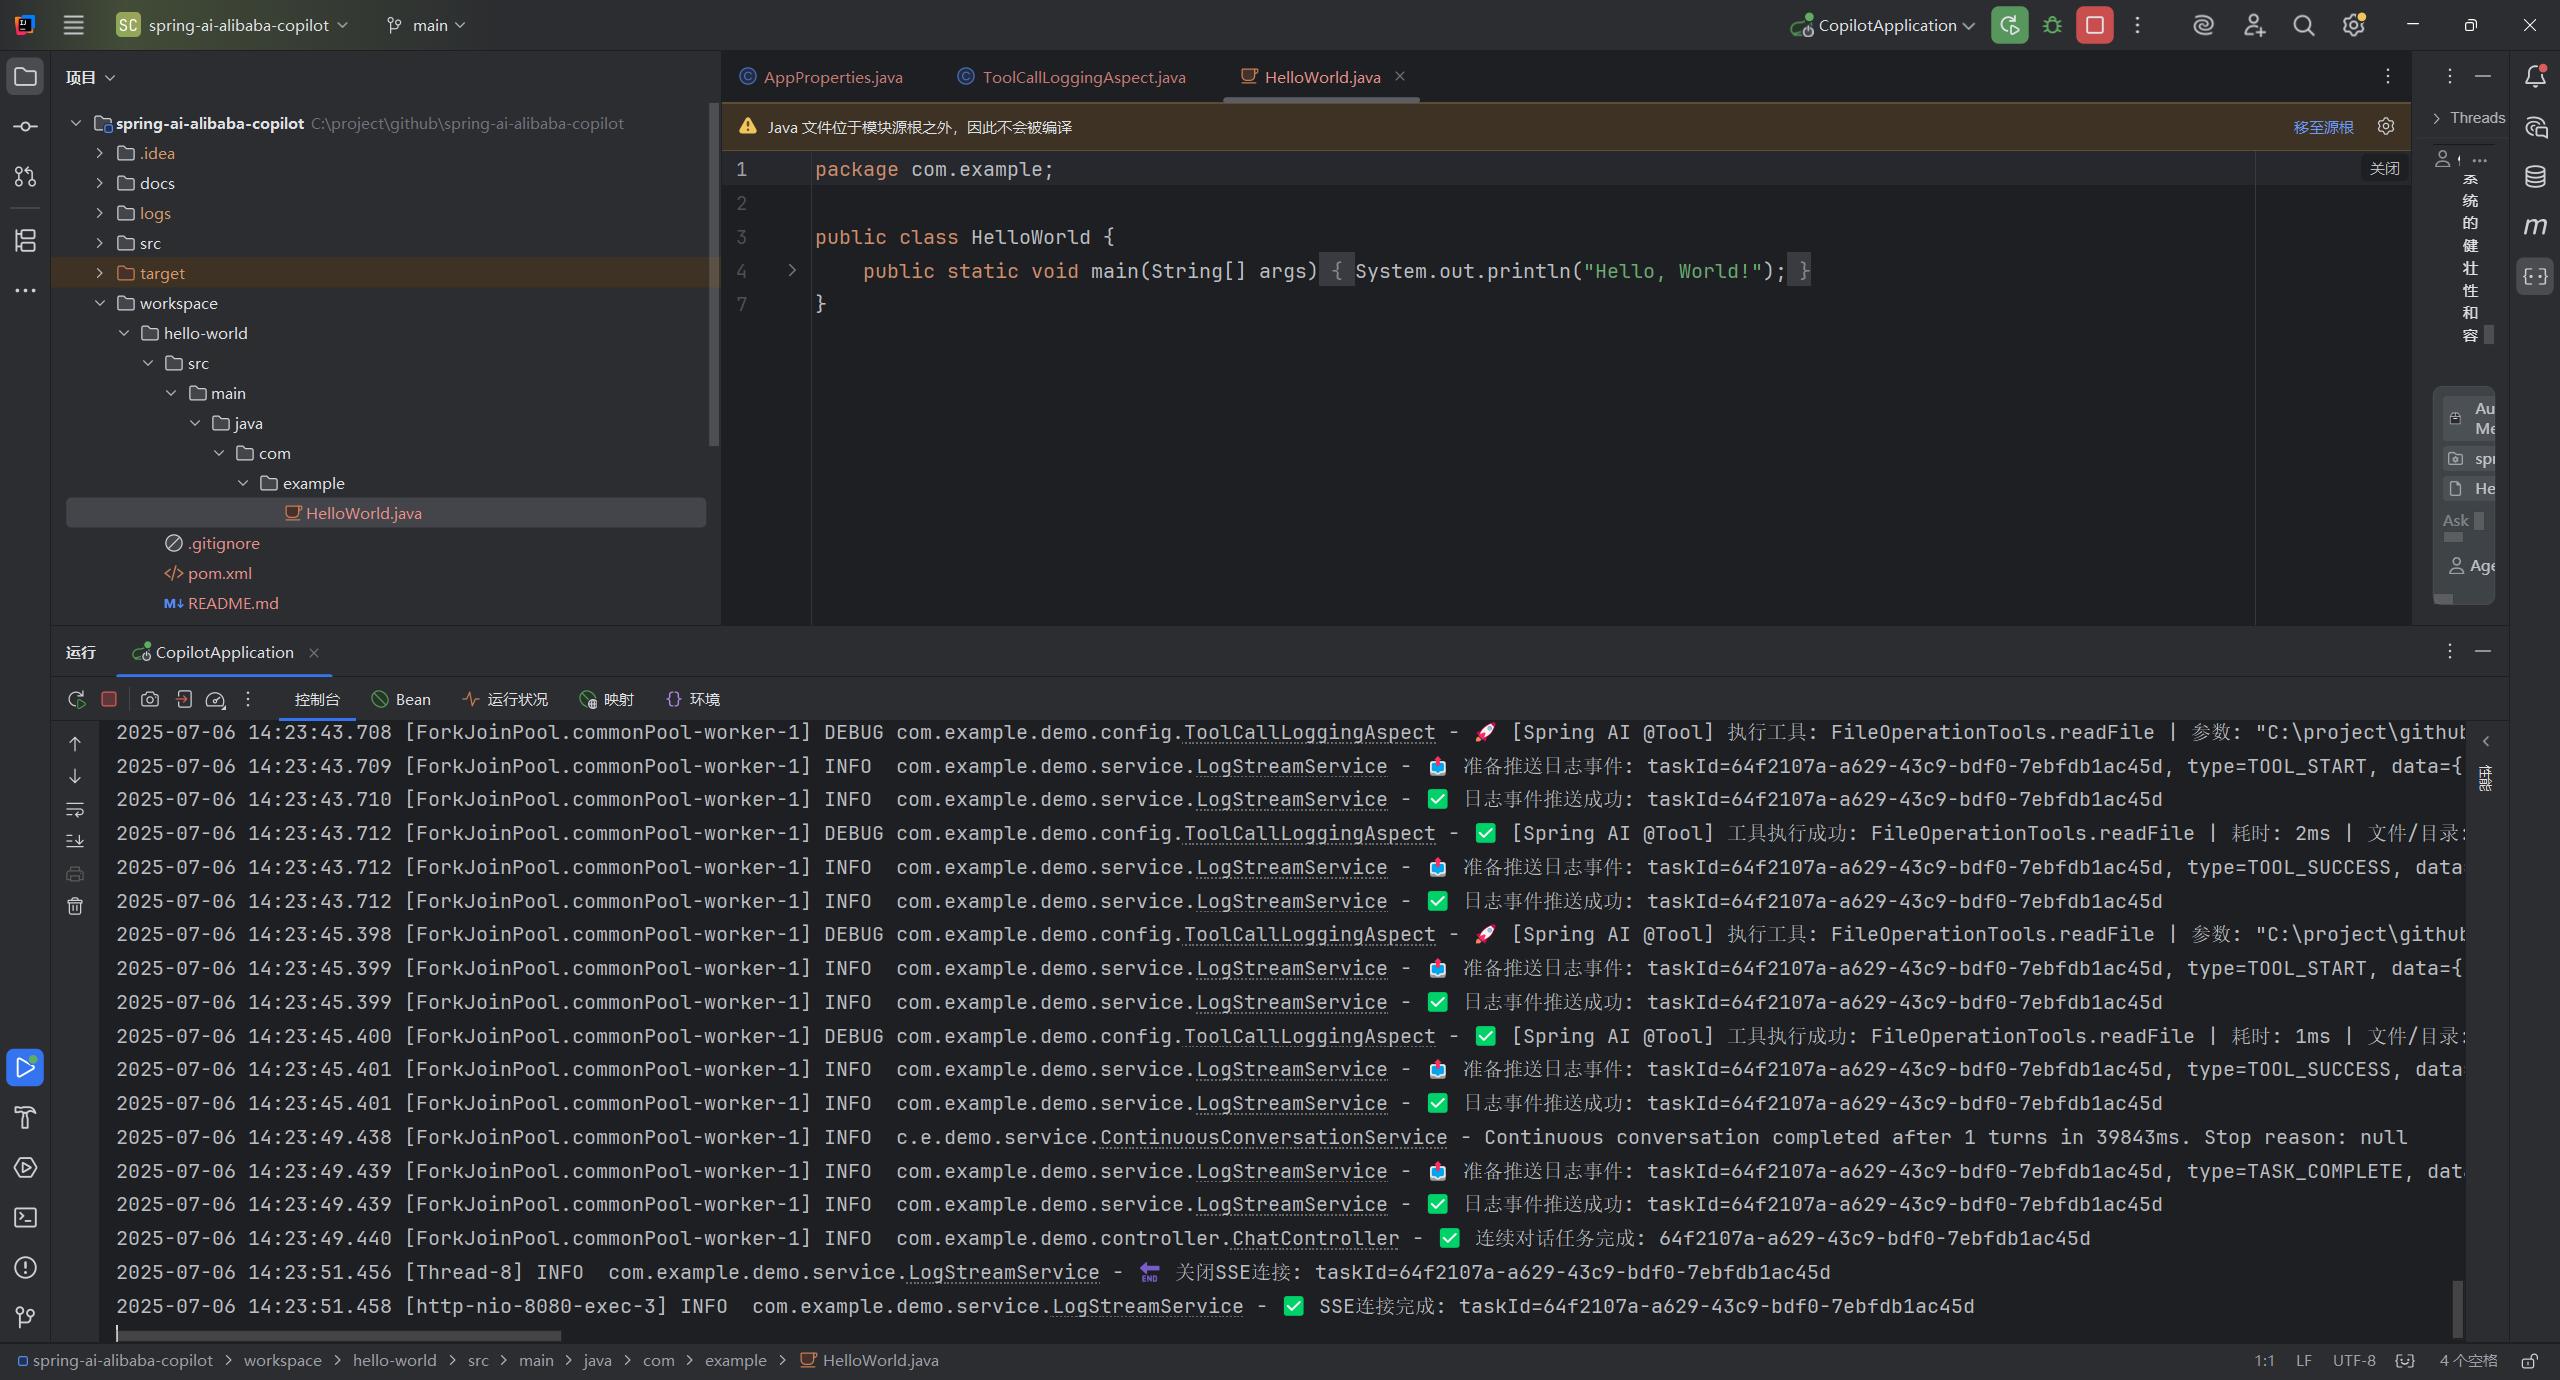 SC spring-ai-alibaba-copilot main CopilotApplication
项目
spring-ai-alibaba-copilot C:\project\github\spring-ai-alibaba-copilot
.idea
docs
logs
src
target
workspace
hello-world
src
main
java
com
example
HelloWorld.java
.gitignore
pom.xml
README.md
AppProperties.java ToolCallLoggingAspect.java HelloWorld.java
Java 文件位于模块源根之外，因此不会被编译 移至源根
关闭
1 package com.example;
2
3 public class HelloWorld {
4 public static void main(String[] args) { System.out.println("Hello, World!"); }
7 }
Threads
系
统
的
健
壮
性
和
容
Au
Me
spr
He
Ask
Age
运行 CopilotApplication
控制台 Bean 运行状况 映射 环境
2025-07-06 14:23:43.708 [ForkJoinPool.commonPool-worker-1] DEBUG com.example.demo.config.ToolCallLoggingAspect - 🚀 [Spring AI @Tool] 执行工具: FileOperationTools.readFile | 参数: "C:\project\github
2025-07-06 14:23:43.709 [ForkJoinPool.commonPool-worker-1] INFO  com.example.demo.service.LogStreamService - 📤 准备推送日志事件: taskId=64f2107a-a629-43c9-bdf0-7ebfdb1ac45d, type=TOOL_START, data={
2025-07-06 14:23:43.710 [ForkJoinPool.commonPool-worker-1] INFO  com.example.demo.service.LogStreamService - ✅ 日志事件推送成功: taskId=64f2107a-a629-43c9-bdf0-7ebfdb1ac45d
2025-07-06 14:23:43.712 [ForkJoinPool.commonPool-worker-1] DEBUG com.example.demo.config.ToolCallLoggingAspect - ✅ [Spring AI @Tool] 工具执行成功: FileOperationTools.readFile | 耗时: 2ms | 文件/目录:
2025-07-06 14:23:43.712 [ForkJoinPool.commonPool-worker-1] INFO  com.example.demo.service.LogStreamService - 📤 准备推送日志事件: taskId=64f2107a-a629-43c9-bdf0-7ebfdb1ac45d, type=TOOL_SUCCESS, data
2025-07-06 14:23:43.712 [ForkJoinPool.commonPool-worker-1] INFO  com.example.demo.service.LogStreamService - ✅ 日志事件推送成功: taskId=64f2107a-a629-43c9-bdf0-7ebfdb1ac45d
2025-07-06 14:23:45.398 [ForkJoinPool.commonPool-worker-1] DEBUG com.example.demo.config.ToolCallLoggingAspect - 🚀 [Spring AI @Tool] 执行工具: FileOperationTools.readFile | 参数: "C:\project\github
2025-07-06 14:23:45.399 [ForkJoinPool.commonPool-worker-1] INFO  com.example.demo.service.LogStreamService - 📤 准备推送日志事件: taskId=64f2107a-a629-43c9-bdf0-7ebfdb1ac45d, type=TOOL_START, data={
2025-07-06 14:23:45.399 [ForkJoinPool.commonPool-worker-1] INFO  com.example.demo.service.LogStreamService - ✅ 日志事件推送成功: taskId=64f2107a-a629-43c9-bdf0-7ebfdb1ac45d
2025-07-06 14:23:45.400 [ForkJoinPool.commonPool-worker-1] DEBUG com.example.demo.config.ToolCallLoggingAspect - ✅ [Spring AI @Tool] 工具执行成功: FileOperationTools.readFile | 耗时: 1ms | 文件/目录:
2025-07-06 14:23:45.401 [ForkJoinPool.commonPool-worker-1] INFO  com.example.demo.service.LogStreamService - 📤 准备推送日志事件: taskId=64f2107a-a629-43c9-bdf0-7ebfdb1ac45d, type=TOOL_SUCCESS, data
2025-07-06 14:23:45.401 [ForkJoinPool.commonPool-worker-1] INFO  com.example.demo.service.LogStreamService - ✅ 日志事件推送成功: taskId=64f2107a-a629-43c9-bdf0-7ebfdb1ac45d
2025-07-06 14:23:49.438 [ForkJoinPool.commonPool-worker-1] INFO  c.e.demo.service.ContinuousConversationService - Continuous conversation completed after 1 turns in 39843ms. Stop reason: null
2025-07-06 14:23:49.439 [ForkJoinPool.commonPool-worker-1] INFO  com.example.demo.service.LogStreamService - 📤 准备推送日志事件: taskId=64f2107a-a629-43c9-bdf0-7ebfdb1ac45d, type=TASK_COMPLETE, dat
2025-07-06 14:23:49.439 [ForkJoinPool.commonPool-worker-1] INFO  com.example.demo.service.LogStreamService - ✅ 日志事件推送成功: taskId=64f2107a-a629-43c9-bdf0-7ebfdb1ac45d
2025-07-06 14:23:49.440 [ForkJoinPool.commonPool-worker-1] INFO  com.example.demo.controller.ChatController - ✅ 连续对话任务完成: 64f2107a-a629-43c9-bdf0-7ebfdb1ac45d
2025-07-06 14:23:51.456 [Thread-8] INFO  com.example.demo.service.LogStreamService - 🔚 关闭SSE连接: taskId=64f2107a-a629-43c9-bdf0-7ebfdb1ac45d
2025-07-06 14:23:51.458 [http-nio-8080-exec-3] INFO  com.example.demo.service.LogStreamService - ✅ SSE连接完成: taskId=64f2107a-a629-43c9-bdf0-7ebfdb1ac45d
性能
spring-ai-alibaba-copilot > workspace > hello-world > src > main > java > com > example > HelloWorld.java 1:1 LF UTF-8 4 个空格